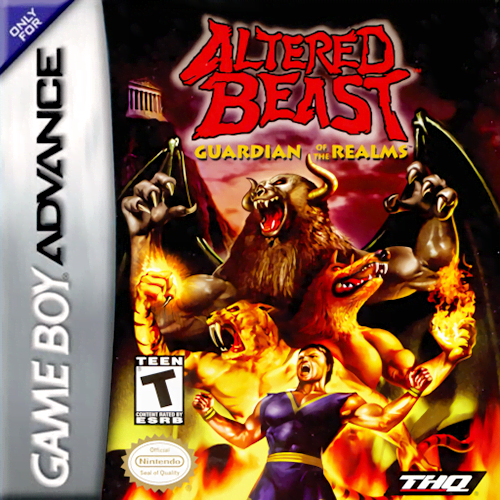 ONLY
FOR
GAME BOY ADVANCE
ALTERED
BEAST
GUARDIAN OF THE REALMS
TEEN
T
CONTENT RATED BY
ESRB
Official
Nintendo
Seal of Quality
THQ